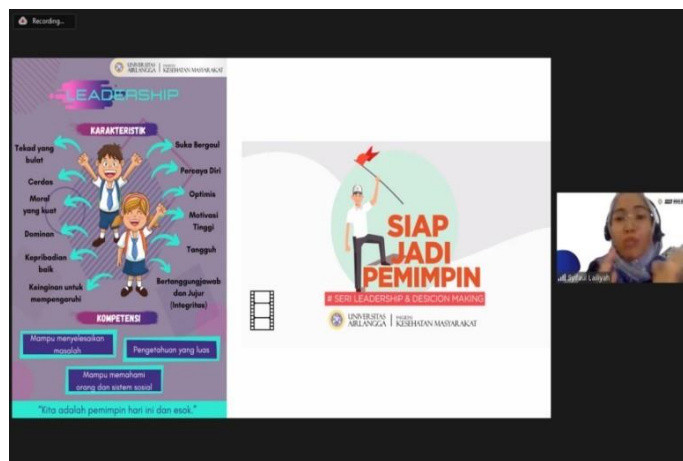 Recording...
UNIVERSITAS AIRLANGGA
KESEHATAN MASYARAKAT
LEADERSHIP
KARAKTERISTIK
Tekad yang
bulat
Cerdas
Moral
yang kuat
Dominan
Kepribadian
baik
Keinginan untuk
mempengaruhi
Suka Bergaul
Percaya Diri
Optimis
Motivasi
Tinggi
Tangguh
Bertanggungjawab
dan Jujur
(Integritas)
KOMPETENSI
Mampu menyelesaikan
masalah
Pengetahuan yang luas
Mampu memahami
orang dan sistem sosial
"Kita adalah pemimpin hari ini dan esok."
SIAP
JADI
PEMIMPIN
# SERI LEADERSHIP & DESICION MAKING
UNIVERSITAS
AIRLANGGA
KESEHATAN MASYARAKAT
Lailiyah